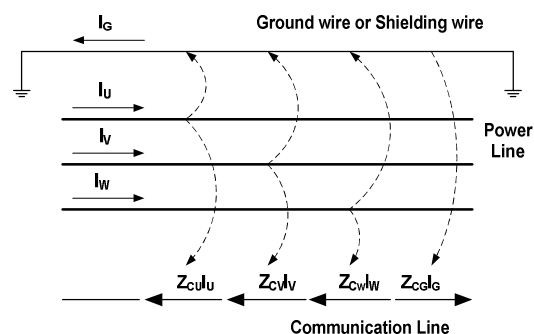 IG
Ground wire or Shielding wire
IU
IV
Power
Line
IW
ZCUIU ZCVIV ZCWIW ZCGIG
Communication Line